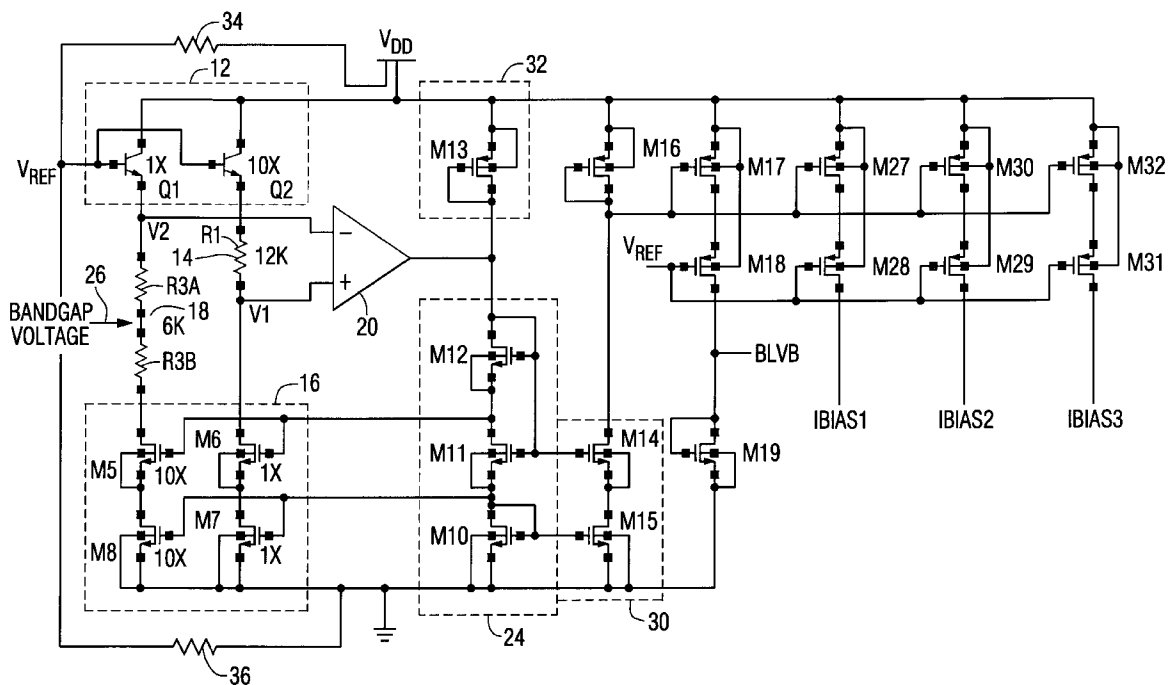 34
VDD
12
32
VREF
1X
Q1
10X
Q2
M13
M16
M17
M27
M30
M32
V2
R1
14
12K
VREF
M18
M28
M29
M31
26
R3A
BANDGAP
VOLTAGE
18
6K
V1
20
R3B
M12
BLVB
16
IBIAS1
IBIAS2
IBIAS3
M5
10X
M6
1X
M11
M14
M19
M8
10X
M7
1X
M10
M15
24
30
36